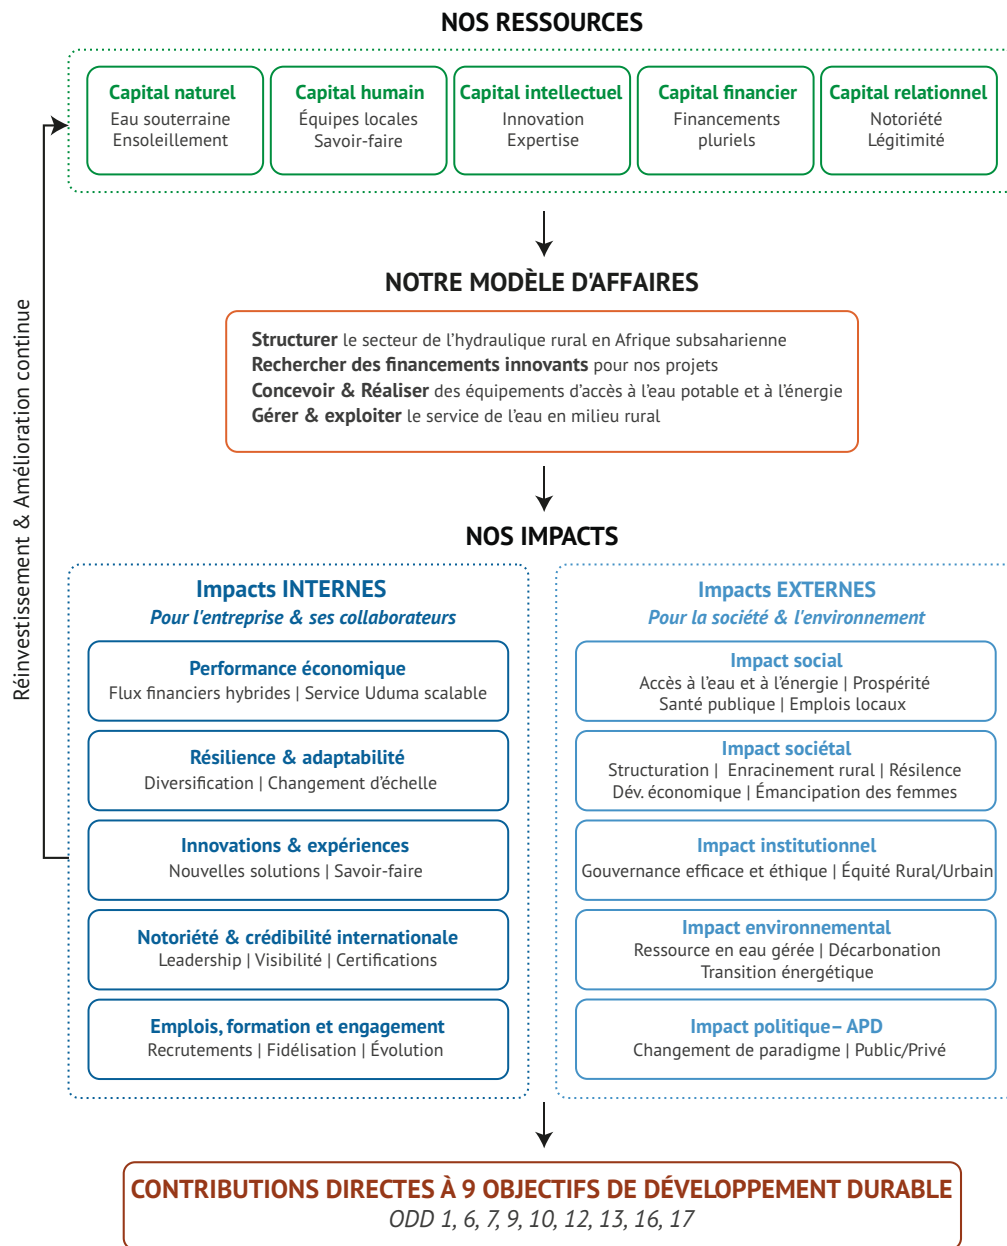 NOS RESSOURCES
Capital naturel
Eau souterraine
Ensoleillement
Capital humain
Équipes locales
Savoir-faire
Capital intellectuel
Innovation
Expertise
Capital financier
Financements
pluriels
Capital relationnel
Notoriété
Légitimité
Réinvestissement & Amélioration continue
NOTRE MODÈLE D'AFFAIRES
Structurer le secteur de l’hydraulique rural en Afrique subsaharienne
Rechercher des financements innovants pour nos projets
Concevoir & Réaliser des équipements d’accès à l’eau potable et à l’énergie
Gérer & exploiter le service de l’eau en milieu rural
NOS IMPACTS
Impacts INTERNES
Pour l'entreprise & ses collaborateurs
Performance économique
Flux financiers hybrides | Service Uduma scalable
Résilience & adaptabilité
Diversification | Changement d’échelle
Innovations & expériences
Nouvelles solutions | Savoir-faire
Notoriété & crédibilité internationale
Leadership | Visibilité | Certifications
Emplois, formation et engagement
Recrutements | Fidélisation | Évolution
Impacts EXTERNES
Pour la société & l'environnement
Impact social
Accès à l’eau et à l’énergie | Prospérité
Santé publique | Emplois locaux
Impact sociétal
Structuration | Enracinement rural | Résilence
Dév. économique | Émancipation des femmes
Impact institutionnel
Gouvernance efficace et éthique | Équité Rural/Urbain
Impact environnemental
Ressource en eau gérée | Décarbonation
Transition énergétique
Impact politique– APD
Changement de paradigme | Public/Privé
CONTRIBUTIONS DIRECTES À 9 OBJECTIFS DE DÉVELOPPEMENT DURABLE
ODD 1, 6, 7, 9, 10, 12, 13, 16, 17